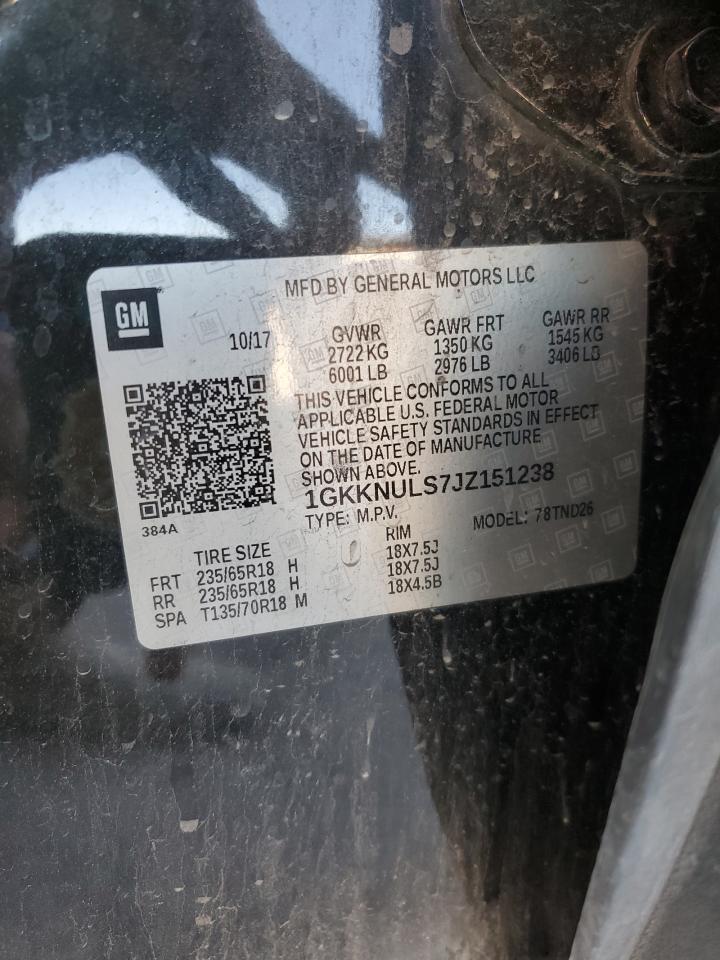 MFD BY GENERAL MOTORS LLC
GM
10/17
GVWR GAWR FRT GAWR RR
2722 KG 1350 KG 1545 KG
6001 LB 2976 LB 3406 LB
THIS VEHICLE CONFORMS TO ALL
APPLICABLE U.S. FEDERAL MOTOR
VEHICLE SAFETY STANDARDS IN EFFECT
ON THE DATE OF MANUFACTURE
SHOWN ABOVE.
1GKKNULS7JZ151238
TYPE: M.P.V. MODEL: 78TND26
384A
TIRE SIZE RIM
FRT 235/65R18 H 18X7.5J
RR 235/65R18 H 18X7.5J
SPA T135/70R18 M 18X4.5B